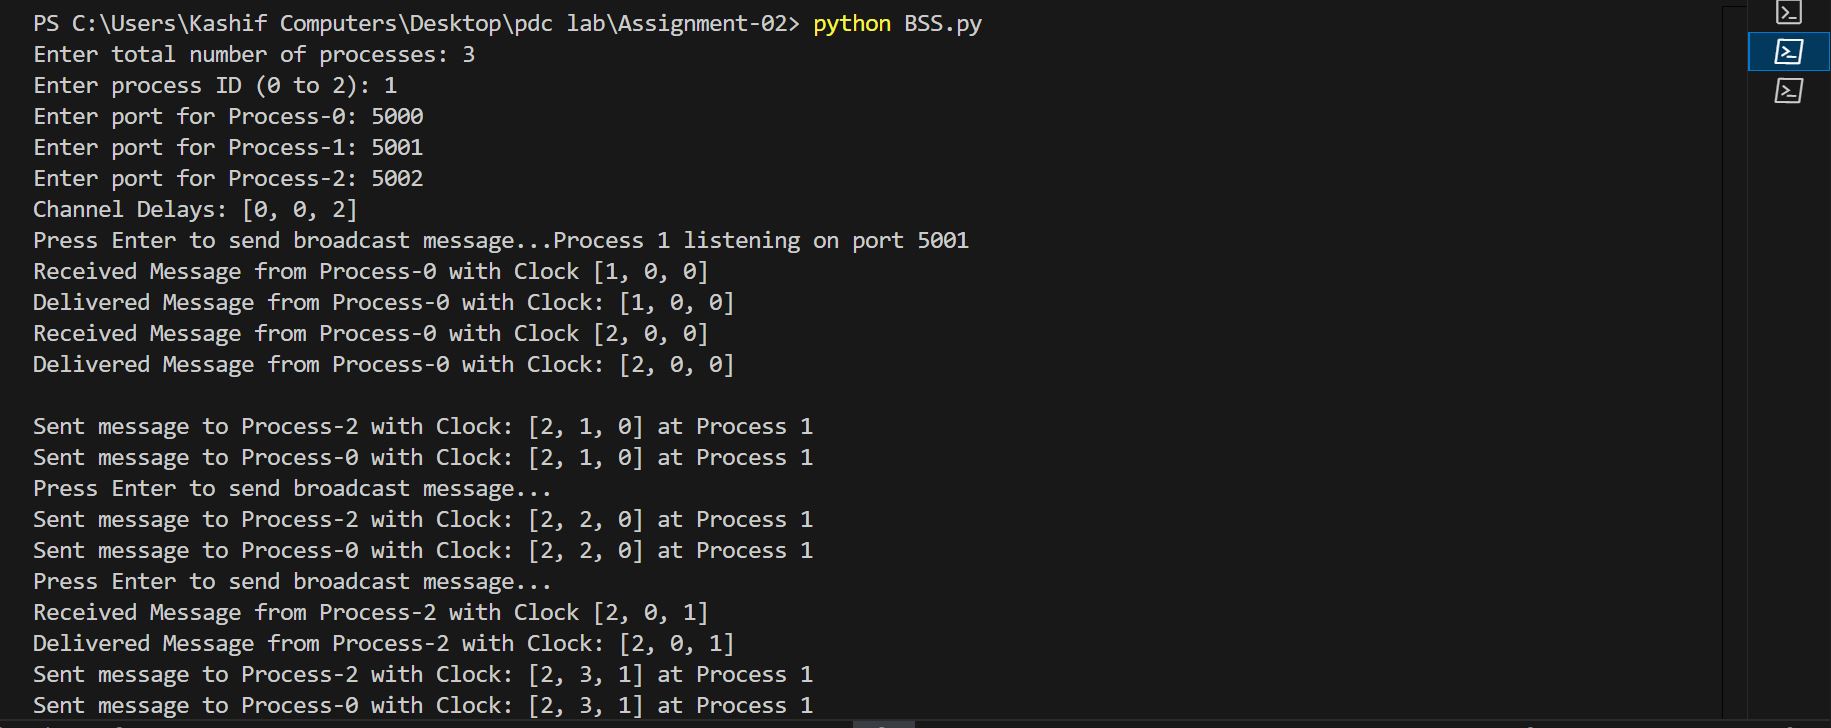 PS C:\Users\Kashif Computers\Desktop\pdc lab\Assignment-02> python BSS.py
Enter total number of processes: 3
Enter process ID (0 to 2): 1
Enter port for Process-0: 5000
Enter port for Process-1: 5001
Enter port for Process-2: 5002
Channel Delays: [0, 0, 2]
Press Enter to send broadcast message...Process 1 listening on port 5001
Received Message from Process-0 with Clock [1, 0, 0]
Delivered Message from Process-0 with Clock: [1, 0, 0]
Received Message from Process-0 with Clock [2, 0, 0]
Delivered Message from Process-0 with Clock: [2, 0, 0]
Sent message to Process-2 with Clock: [2, 1, 0] at Process 1
Sent message to Process-0 with Clock: [2, 1, 0] at Process 1
Press Enter to send broadcast message...
Sent message to Process-2 with Clock: [2, 2, 0] at Process 1
Sent message to Process-0 with Clock: [2, 2, 0] at Process 1
Press Enter to send broadcast message...
Received Message from Process-2 with Clock [2, 0, 1]
Delivered Message from Process-2 with Clock: [2, 0, 1]
Sent message to Process-2 with Clock: [2, 3, 1] at Process 1
Sent message to Process-0 with Clock: [2, 3, 1] at Process 1